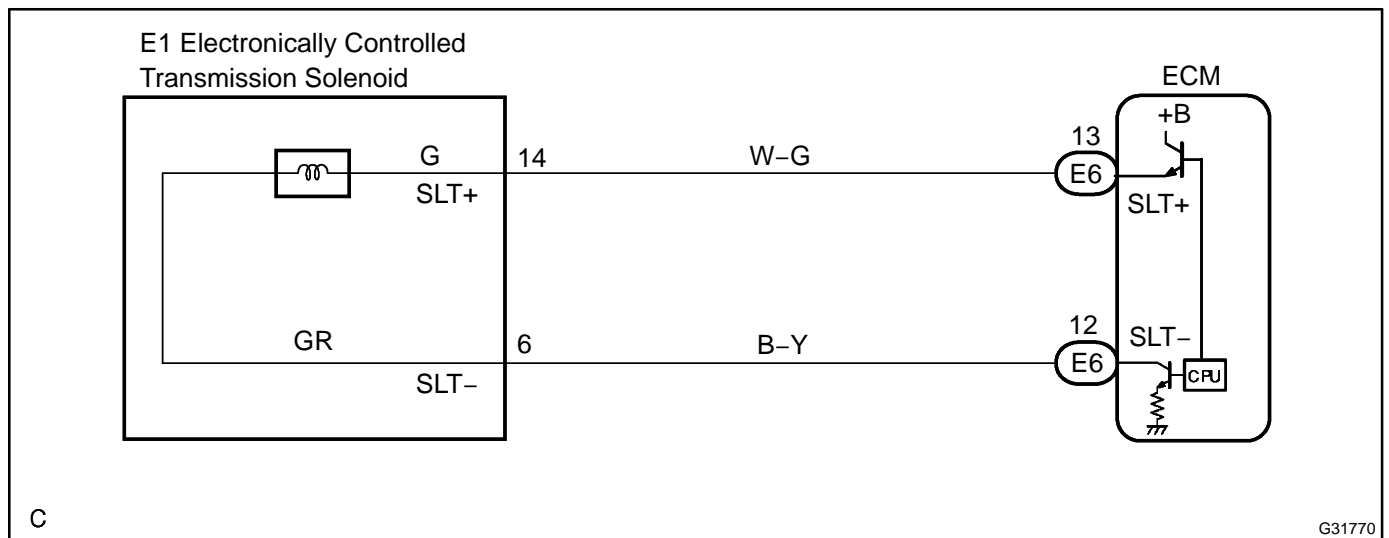 E1 Electronically Controlled
Transmission Solenoid
ECM
+B
G
14
W−G
13
E6
SLT+
SLT+
GR
6
B−Y
12
E6
SLT−
SLT−
CPU
C
G31770